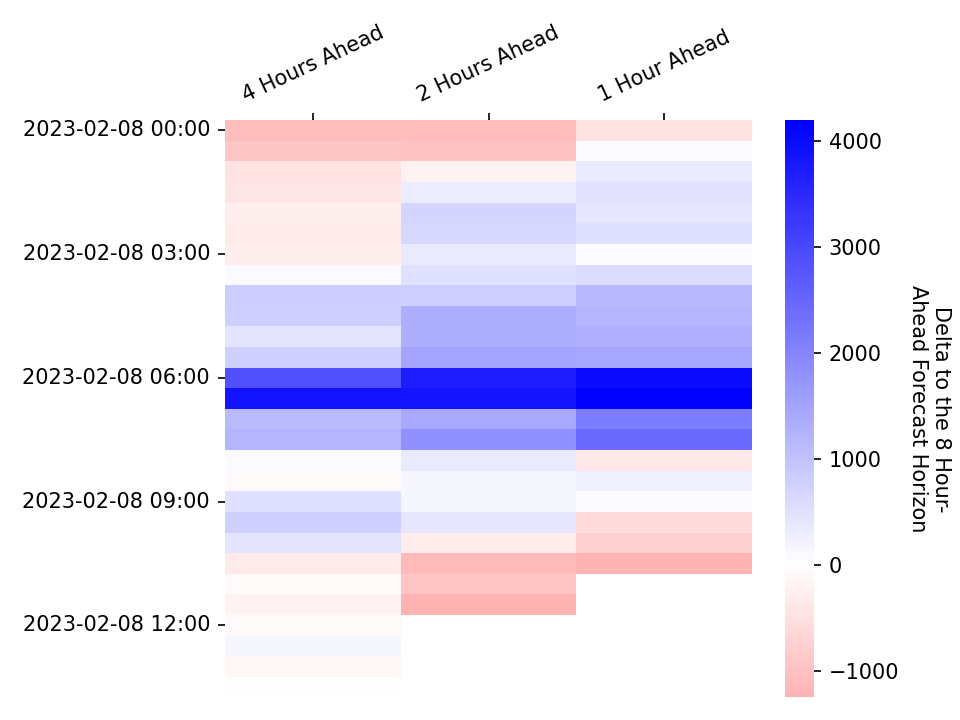 4 Hours Ahead
2 Hours Ahead
1 Hour Ahead
2023-02-08 00:00
2023-02-08 03:00
2023-02-08 06:00
2023-02-08 09:00
2023-02-08 12:00
4000
3000
2000
1000
0
−1000
Delta to the 8 Hour-
Ahead Forecast Horizon